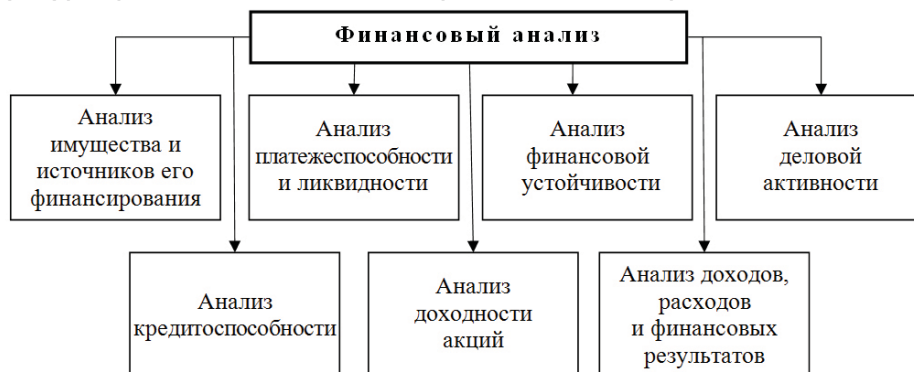 Финансовый анализ
Анализ
имущества и
источников его
финансирования
Анализ
платежеспособности
и ликвидности
Анализ
финансовой
устойчивости
Анализ
деловой
активности
Анализ
кредитоспособности
Анализ
доходности
акций
Анализ доходов,
расходов
и финансовых
результатов